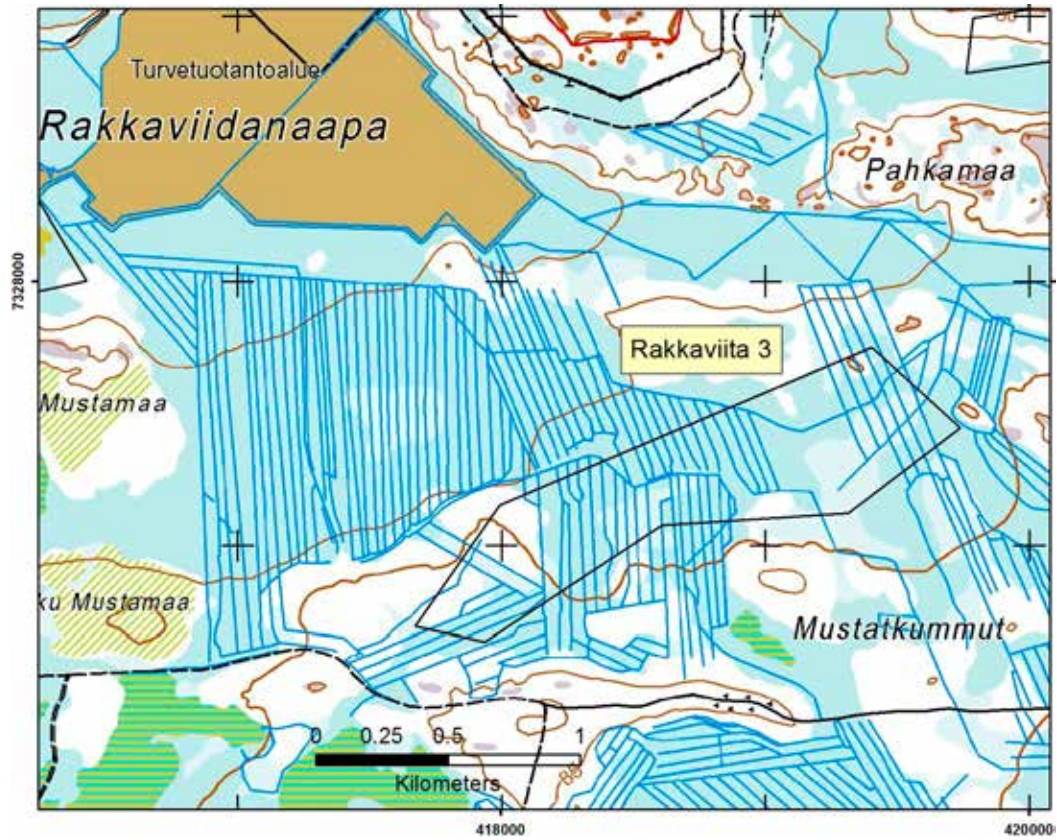 Turvetuotantoalue
Rakkaviidanaapa
Pahkamaa
7328000
Rakkaviita 3
Mustamaa
ku Mustamaa
Mustatkummut
0 0.25 0.5 1
Kilometers
418000
420000